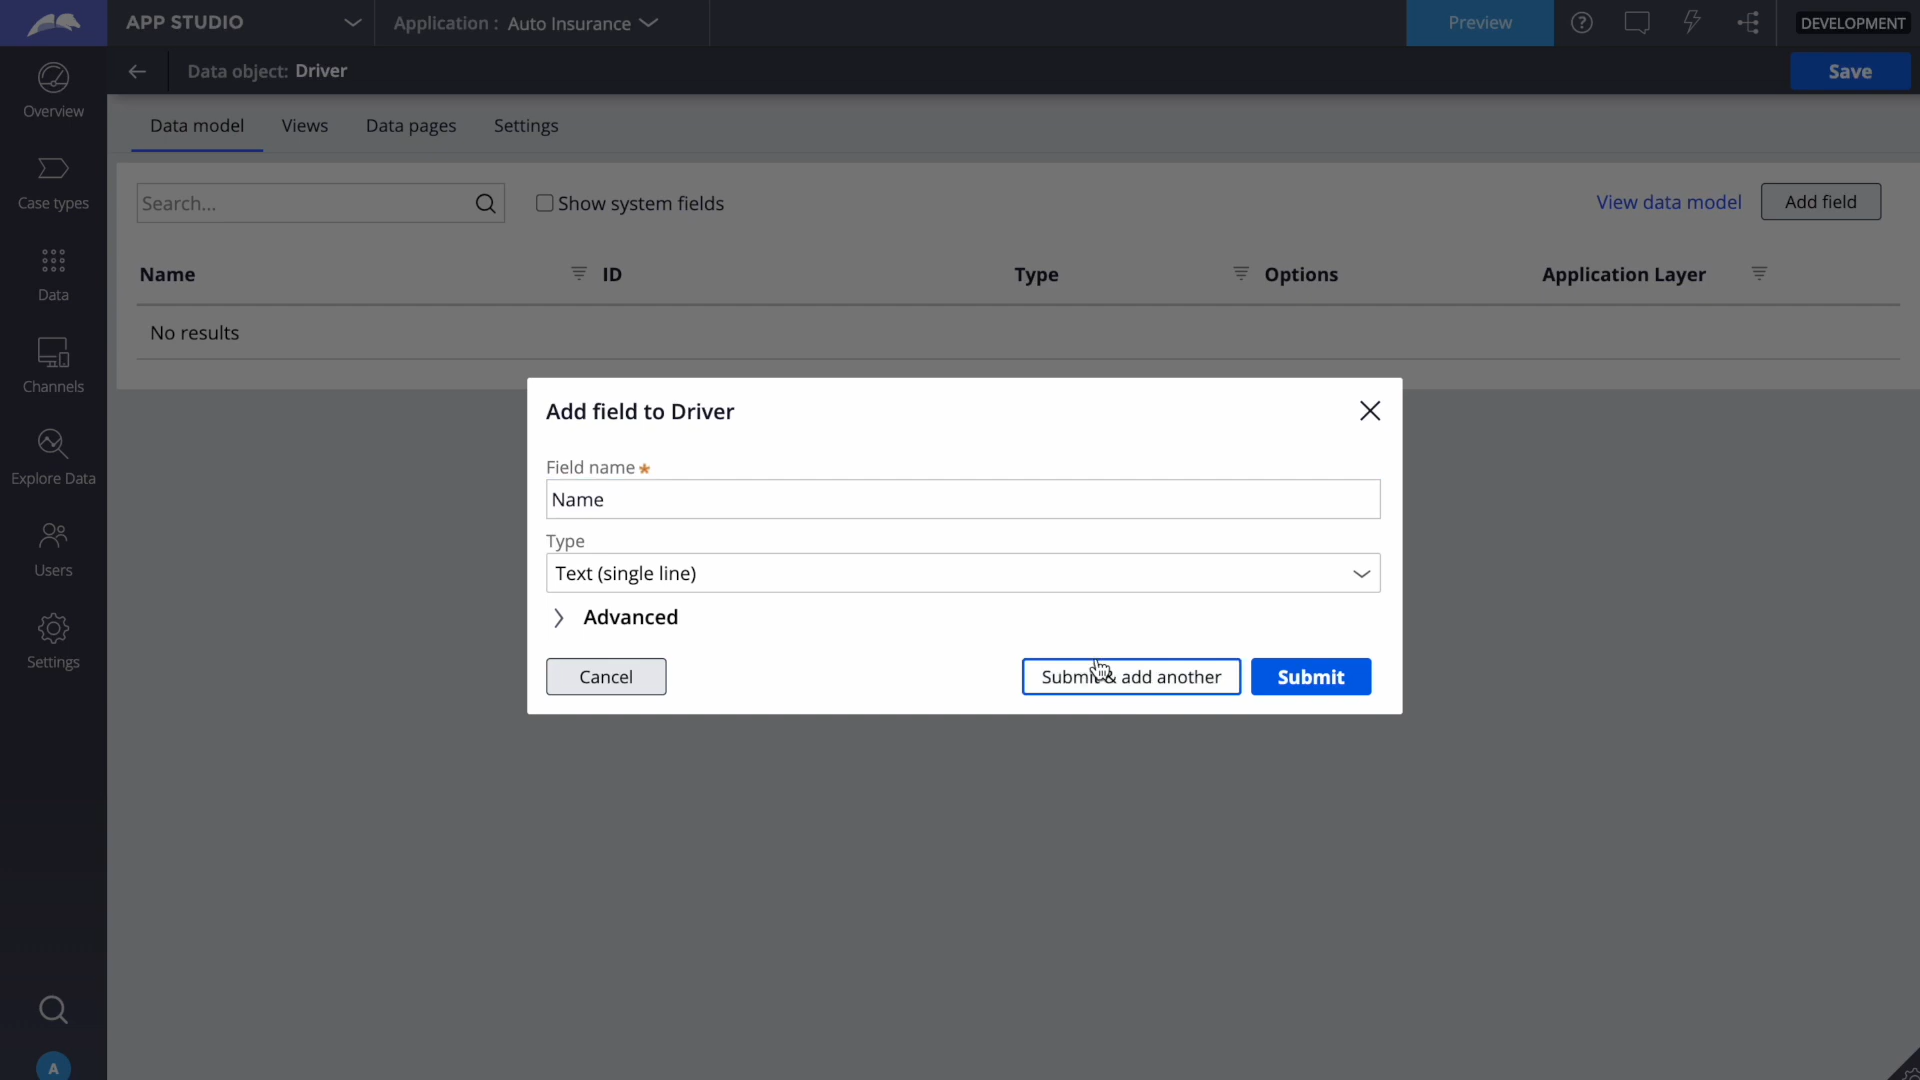 APP STUDIO
Application : Auto Insurance
Preview
DEVELOPMENT
Data object: Driver
Save
Overview
Case types
Data
Channels
Explore Data
Users
Settings
A
Data model
Views
Data pages
Settings
Search...
Show system fields
View data model
Add field
Name
ID
Type
Options
Application Layer
No results
Add field to Driver
Field name *
Name
Type
Text (single line)
Advanced
Cancel
Submit & add another
Submit